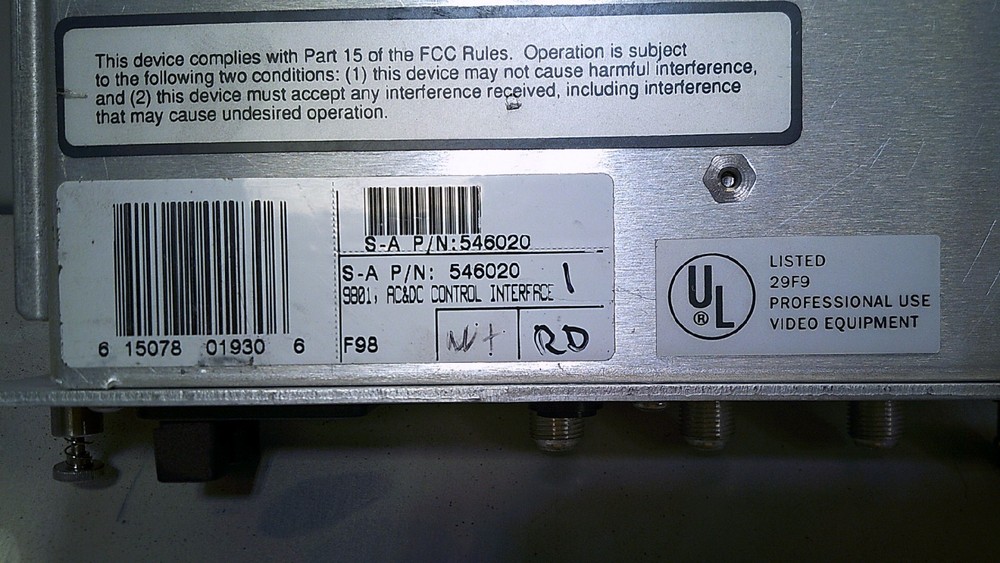 This device complies with Part 15 of the FCC Rules. Operation is subject
to the following two conditions: (1) this device may not cause harmful interference,
and (2) this device must accept any interference received, including interference
that may cause undesired operation.
S-A P/N:546020
S-A P/N: 546020 1
9801, AC&DC CONTROL INTERFACE
6 15078 01930 6
F98
RD
UL
®
LISTED
29F9
PROFESSIONAL USE
VIDEO EQUIPMENT